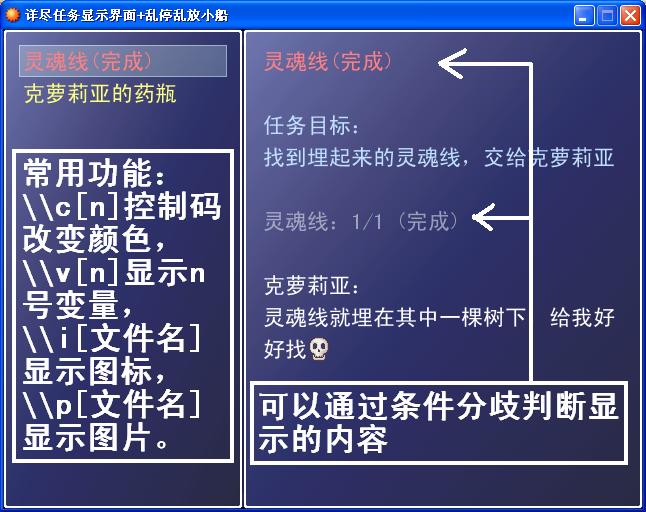 详尽任务显示界面+乱停乱放小船
灵魂线(完成)
克萝莉亚的药瓶
常用功能：
\\c[n]控制码
改变颜色，
\\v[n]显示n
号变量，
\\i[文件名]
显示图标，
\\p[文件名]
显示图片。
灵魂线(完成)
任务目标：
找到埋起来的灵魂线，交给克萝莉亚
灵魂线：1/1 (完成)
克萝莉亚：
灵魂线就埋在其中一棵树下　给我好
好找
可以通过条件分歧判断显
示的内容